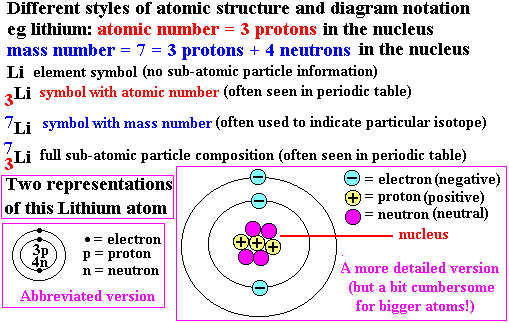 Different styles of atomic structure and diagram notation
eg lithium: atomic number = 3 protons in the nucleus
mass number = 7 = 3 protons + 4 neutrons in the nucleus
Li element symbol (no sub-atomic particle information)
3Li symbol with atomic number (often seen in periodic table)
7Li symbol with mass number (often used to indicate particular isotope)
7
3Li full sub-atomic particle composition (often seen in periodic table)
Two representations
of this Lithium atom
3p
4n
• = electron
p = proton
n = neutron
Abbreviated version
− = electron (negative)
+ = proton (positive)
= neutron (neutral)
nucleus
− − −
+ + +
A more detailed version
(but a bit cumbersome
for bigger atoms!)